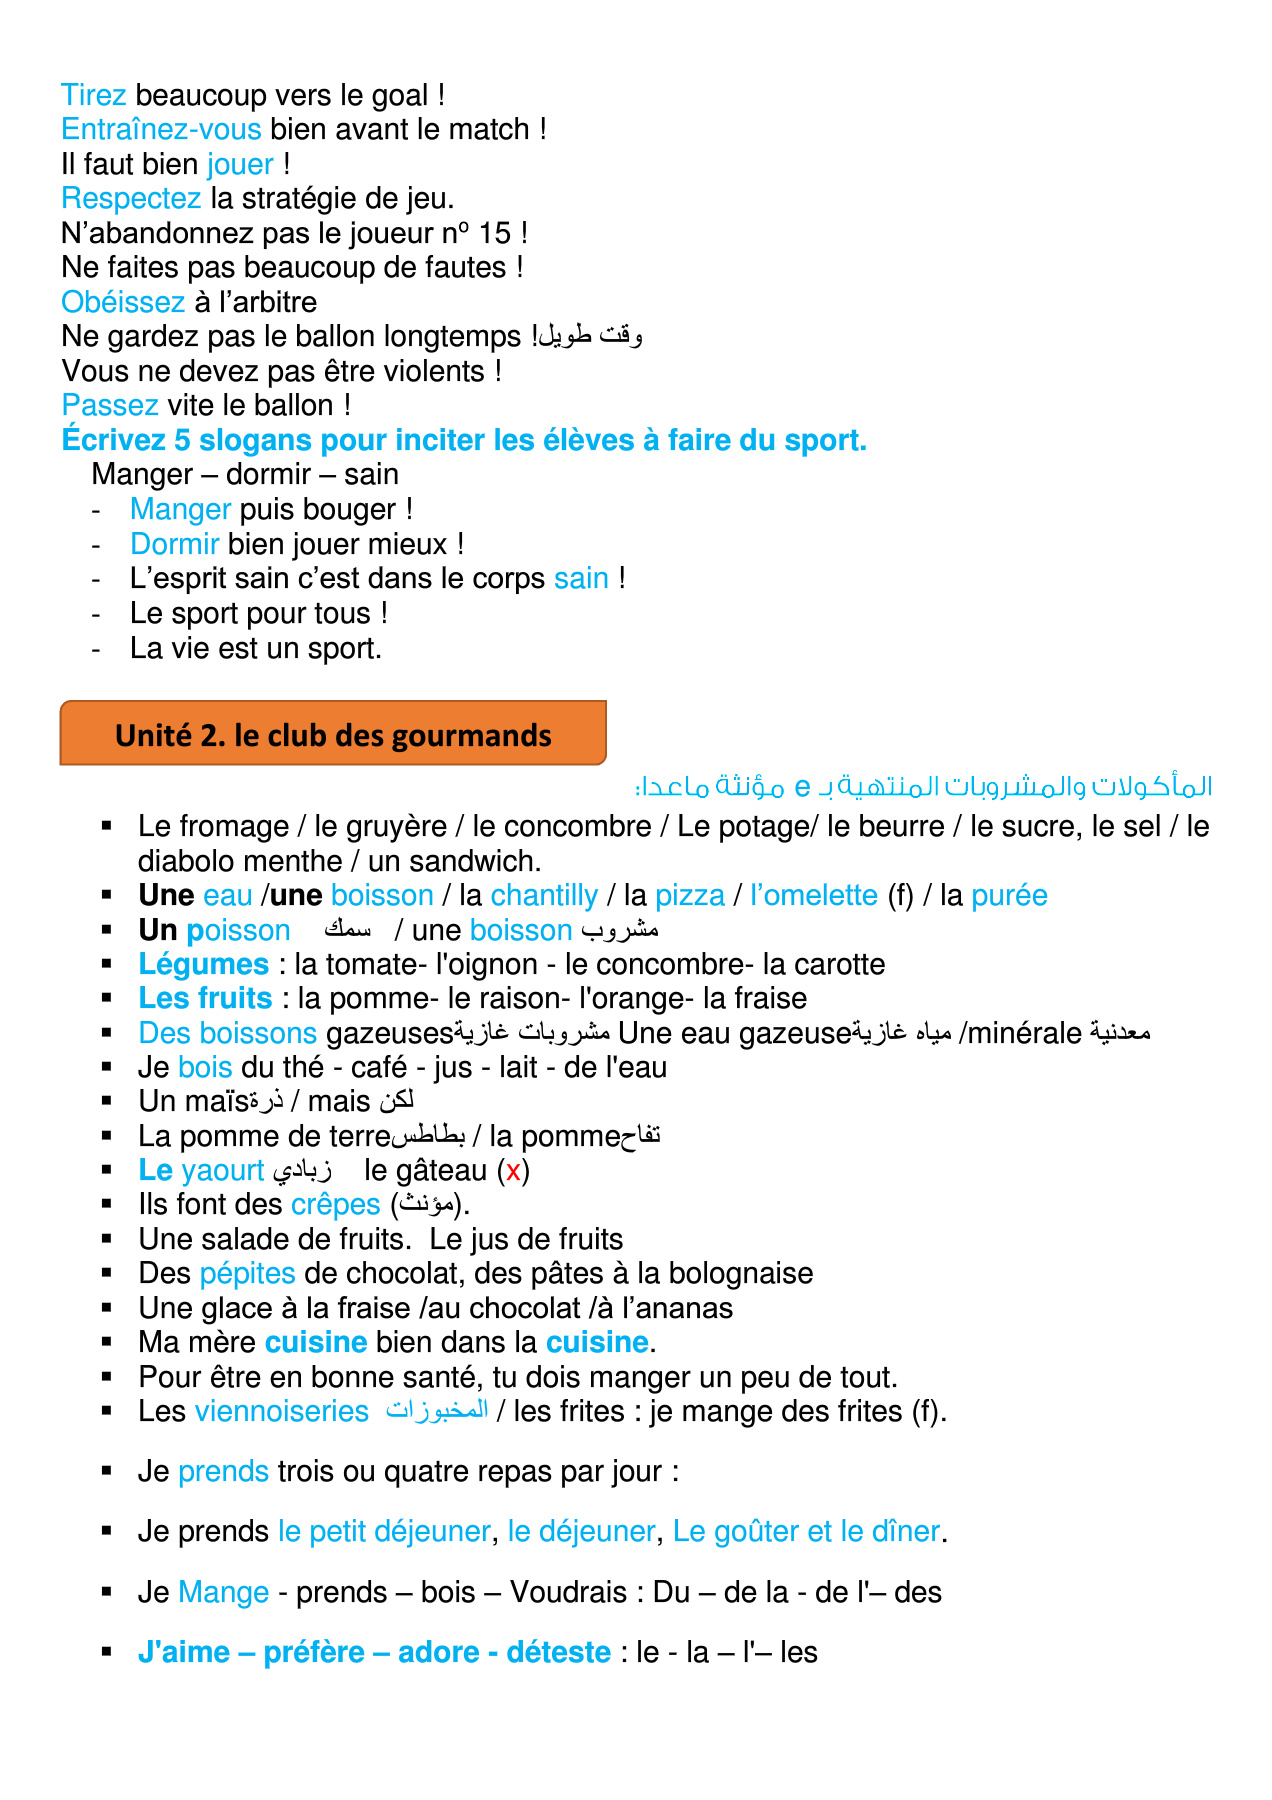 Tirez beaucoup vers le goal !
Entraînez-vous bien avant le match !
Il faut bien jouer !
Respectez la stratégie de jeu.
N’abandonnez pas le joueur nº 15 !
Ne faites pas beaucoup de fautes !
Obéissez à l’arbitre
Ne gardez pas le ballon longtemps !وقت طويل
Vous ne devez pas être violents !
Passez vite le ballon !
Écrivez 5 slogans pour inciter les élèves à faire du sport.
Manger – dormir – sain
- Manger puis bouger !
- Dormir bien jouer mieux !
- L’esprit sain c’est dans le corps sain !
- Le sport pour tous !
- La vie est un sport.
Unité 2. le club des gourmands
المأكولات والمشروبات المنتهية بـ e مؤنثة ماعدا:
▪ Le fromage / le gruyère / le concombre / Le potage/ le beurre / le sucre, le sel / le
diabolo menthe / un sandwich.
▪ Une eau /une boisson / la chantilly / la pizza / l’omelette (f) / la purée
▪ Un poisson سمك / une boisson مشروب
▪ Légumes : la tomate- l'oignon - le concombre- la carotte
▪ Les fruits : la pomme- le raison- l'orange- la fraise
▪ Des boissons gazeusesمشروبات غازية Une eau gazeuseمياه غازية /minérale معدنية
▪ Je bois du thé - café - jus - lait - de l'eau
▪ Un maïsذرة / mais لكن
▪ La pomme de terreبطاطس / la pommeتفاح
▪ Le yaourt زبادي le gâteau (x)
▪ Ils font des crêpes (مؤنث).
▪ Une salade de fruits. Le jus de fruits
▪ Des pépites de chocolat, des pâtes à la bolognaise
▪ Une glace à la fraise /au chocolat /à l’ananas
▪ Ma mère cuisine bien dans la cuisine.
▪ Pour être en bonne santé, tu dois manger un peu de tout.
▪ Les viennoiseries المخبوزات / les frites : je mange des frites (f).
▪ Je prends trois ou quatre repas par jour :
▪ Je prends le petit déjeuner, le déjeuner, Le goûter et le dîner.
▪ Je Mange - prends – bois – Voudrais : Du – de la - de l'– des
▪ J'aime – préfère – adore - déteste : le - la – l'– les